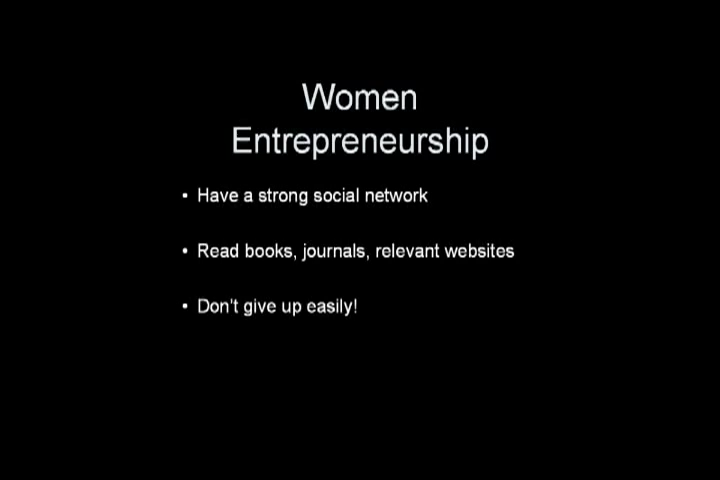 Women
Entrepreneurship
• Have a strong social network
• Read books, journals, relevant websites
• Don't give up easily!